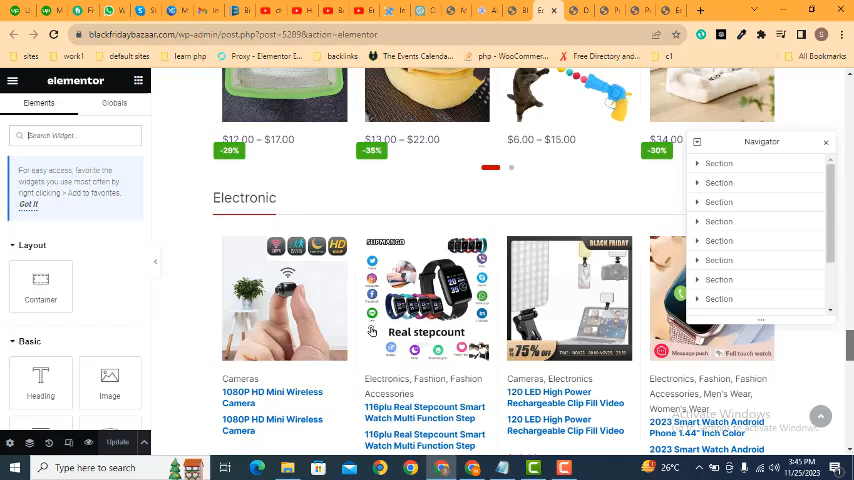 blackfridaybazaar.com/wp-admin/post.php?post=5289&action=elementor
sites
work1
default sites
learn php
Proxy - Elementor E...
backlinks
The Events Calenda...
php - WooCommer...
Free Directory and...
c1
All Bookmarks
elementor
Elements
Globals
Search Widget...
For easy access, favorite the
widgets you use most often by
right clicking > Add to favorites.
Got It
Layout
Container
Basic
Heading
Image
Update
$12.00 – $17.00
$13.00 – $22.00
$6.00 – $15.00
$34.00
-29%
-35%
-30%
Navigator
Section
Section
Section
Section
Section
Section
Section
Section
Electronic
HD
SUPMANGO
Twitter
Instagram
Facebook
Real stepcount
BLACK FRIDAY
75% OFF
Message push
Full touch watch
Cameras
1080P HD Mini Wireless
Camera
1080P HD Mini Wireless
Camera
Electronics, Fashion, Fashion
Accessories
116plu Real Stepcount Smart
Watch Multi Function Step
116plu Real Stepcount Smart
Watch Multi Function Step
Cameras, Electronics
120 LED High Power
Rechargeable Clip Fill Video
120 LED High Power
Rechargeable Clip Fill Video
Electronics, Fashion, Fashion
Accessories, Men's Wear,
Women's Wear
2023 Smart Watch Android
Phone 1.44" Inch Color
2023 Smart Watch Android
Activate Windows
Type here to search
26°C
3:45 PM
11/25/2023